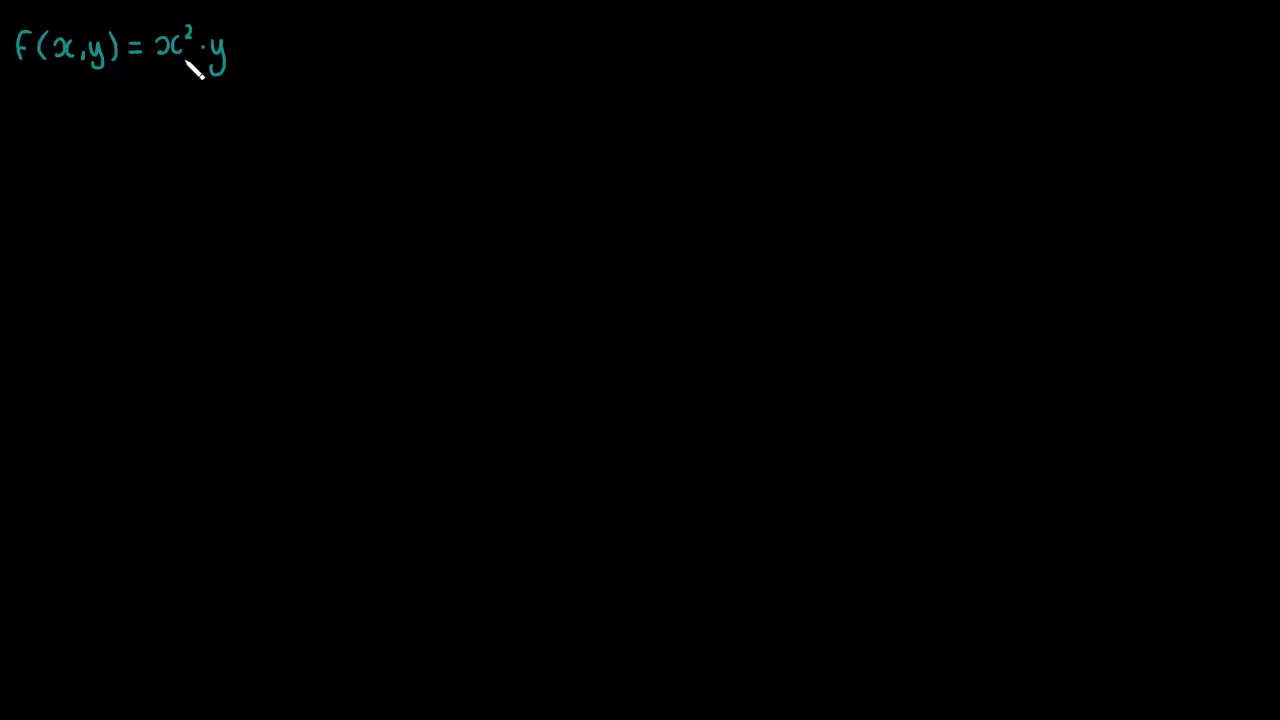 f(x,y) = x²·y